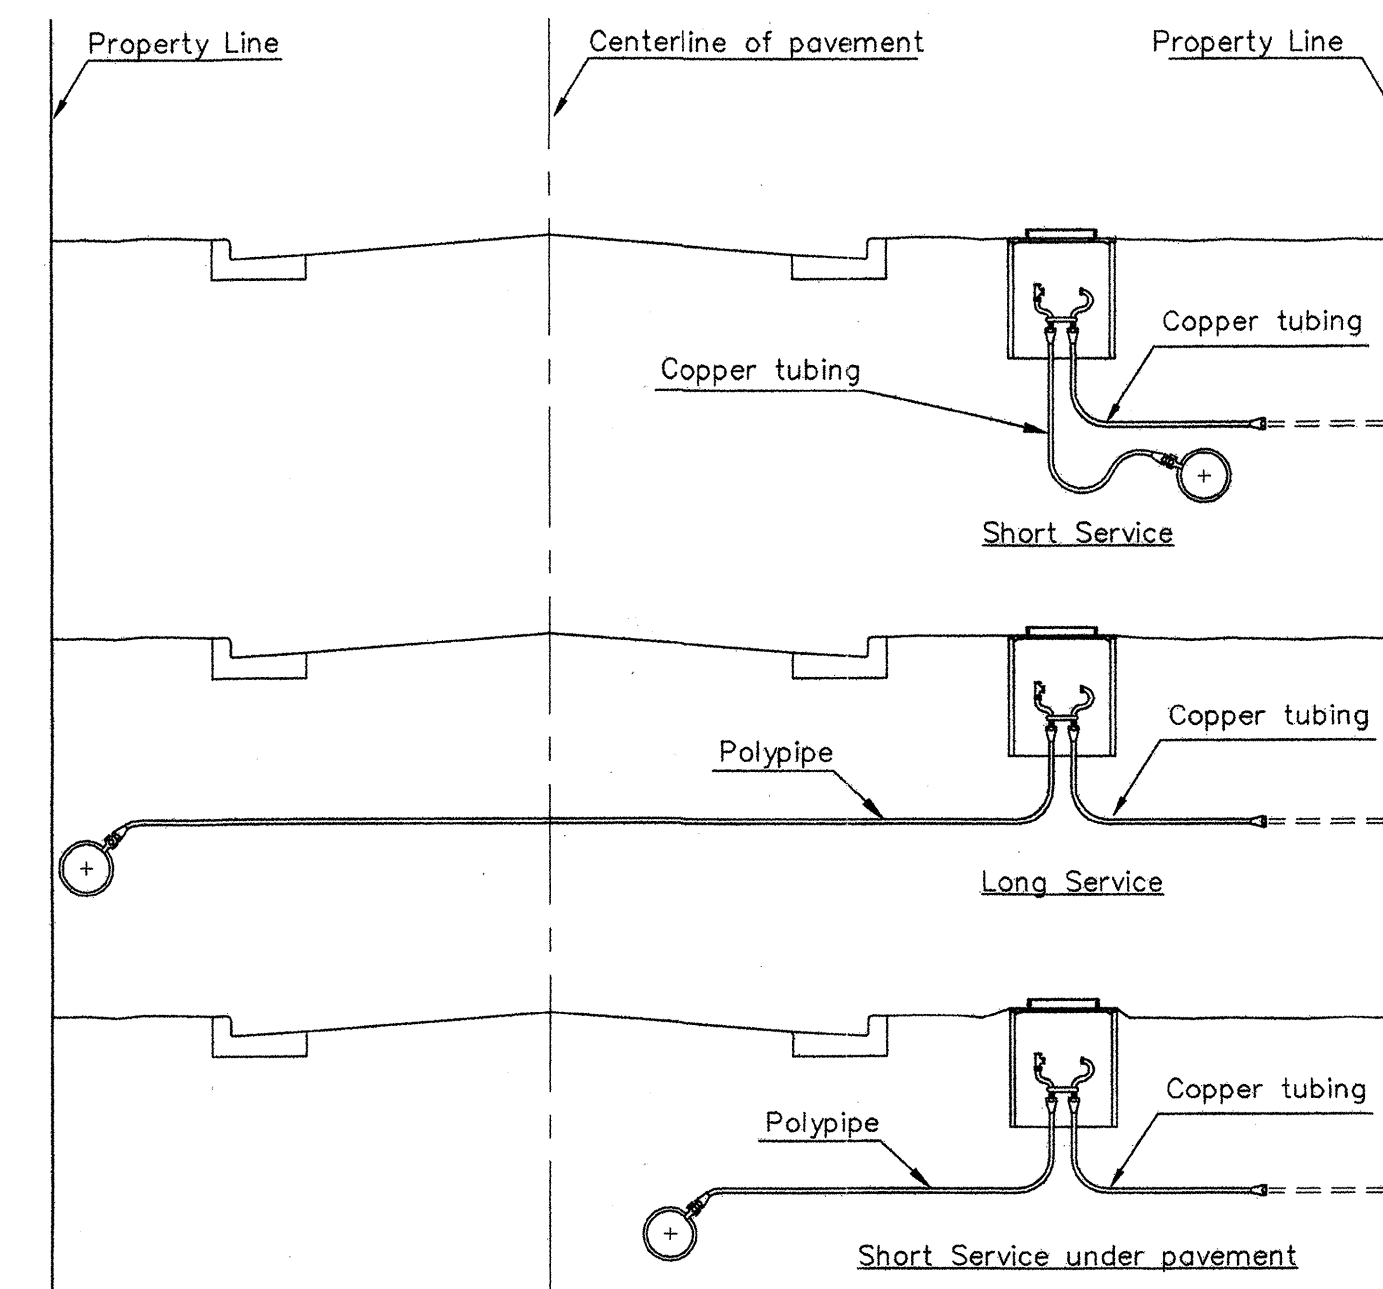 Property Line
Centerline of pavement
Property Line
Copper tubing
Copper tubing
Short Service
Copper tubing
Polypipe
Long Service
Copper tubing
Polypipe
Short Service under pavement